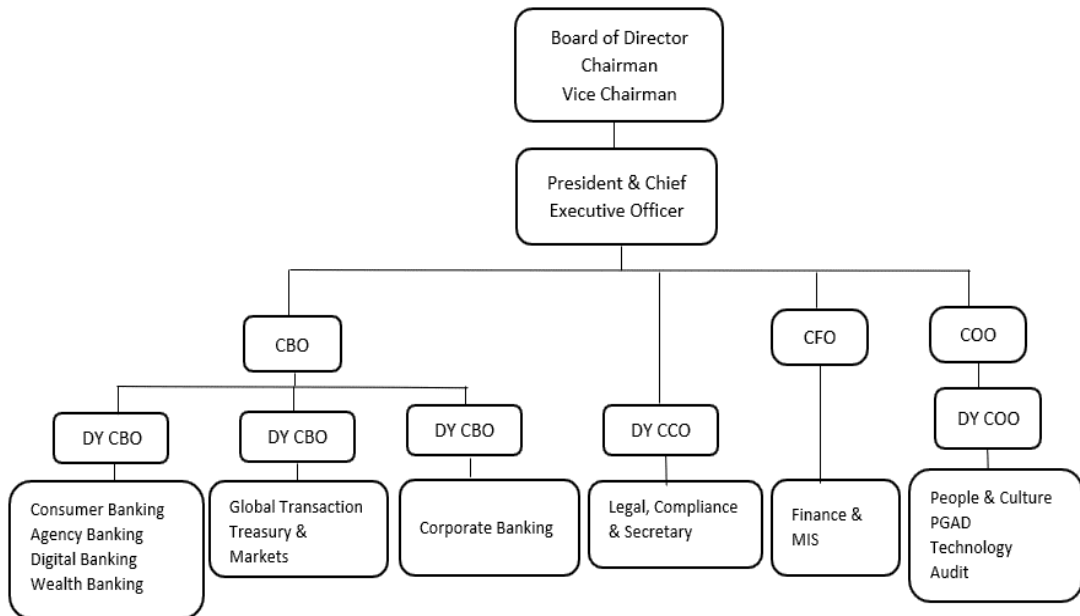 Board of Director
Chairman
Vice Chairman
President & Chief
Executive Officer
CBO
CFO
COO
DY CBO
DY CBO
DY CBO
DY CCO
DY COO
Consumer Banking
Agency Banking
Digital Banking
Wealth Banking
Global Transaction
Treasury &
Markets
Corporate Banking
Legal, Compliance
& Secretary
Finance &
MIS
People & Culture
PGAD
Technology
Audit